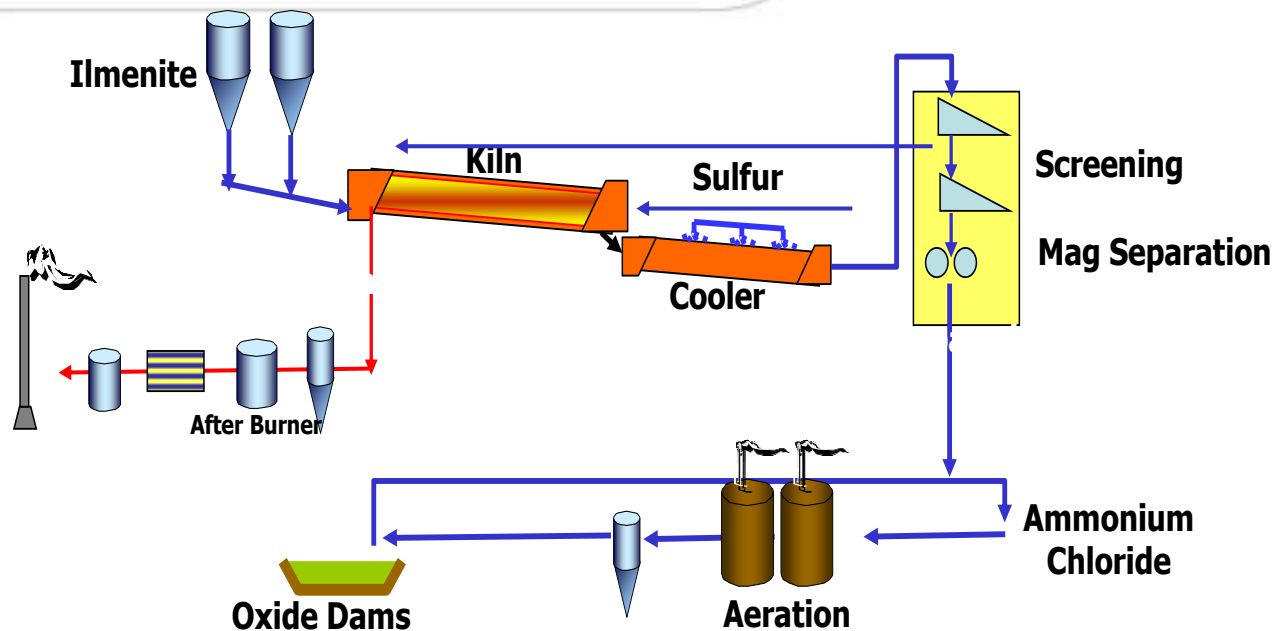 Ilmenite
Kiln
Sulfur
Screening
Mag Separation
Cooler
After Burner
Ammonium
Chloride
Oxide Dams
Aeration